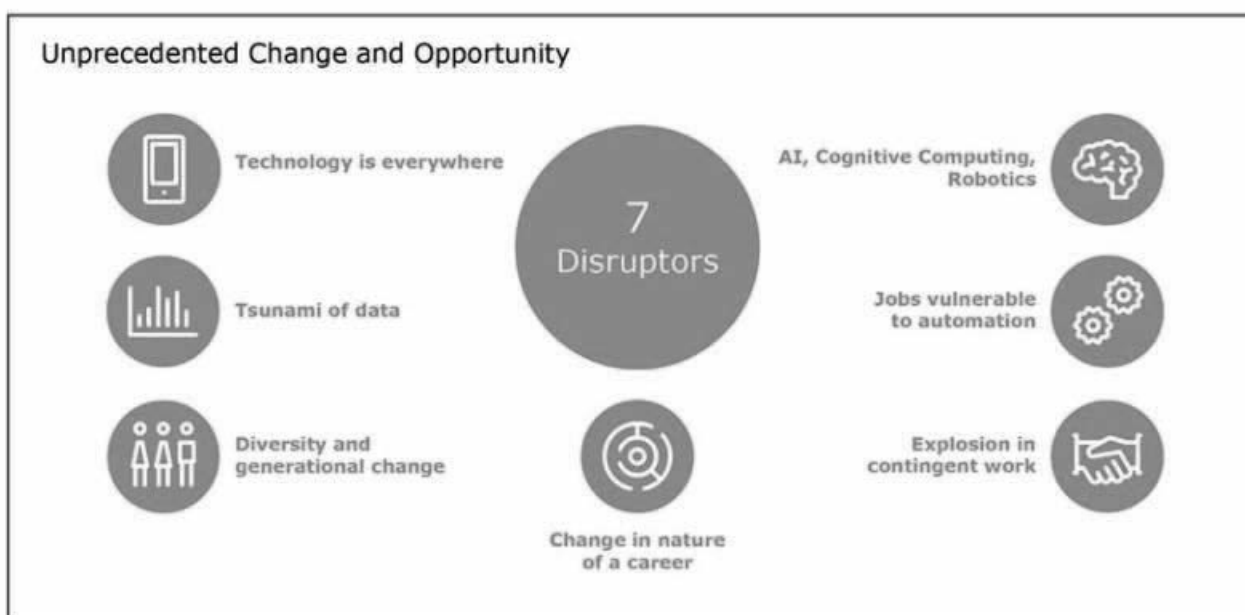 Unprecedented Change and Opportunity
Technology is everywhere
Tsunami of data
Diversity and
generational change
7
Disruptors
Change in nature
of a career
AI, Cognitive Computing,
Robotics
Jobs vulnerable
to automation
Explosion in
contingent work